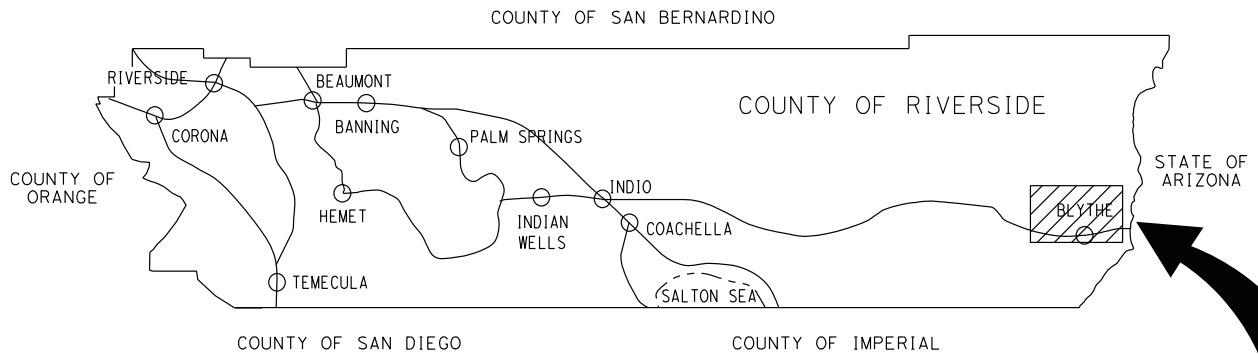 COUNTY OF SAN BERNARDINO
RIVERSIDE
BEAUMONT
COUNTY OF RIVERSIDE
CORONA
BANNING
PALM SPRINGS
STATE OF
ARIZONA
COUNTY OF
ORANGE
HEMET
INDIO
BLYTHE
INDIAN
WELLS
COACHELLA
TEMECULA
SALTON SEA
COUNTY OF SAN DIEGO
COUNTY OF IMPERIAL